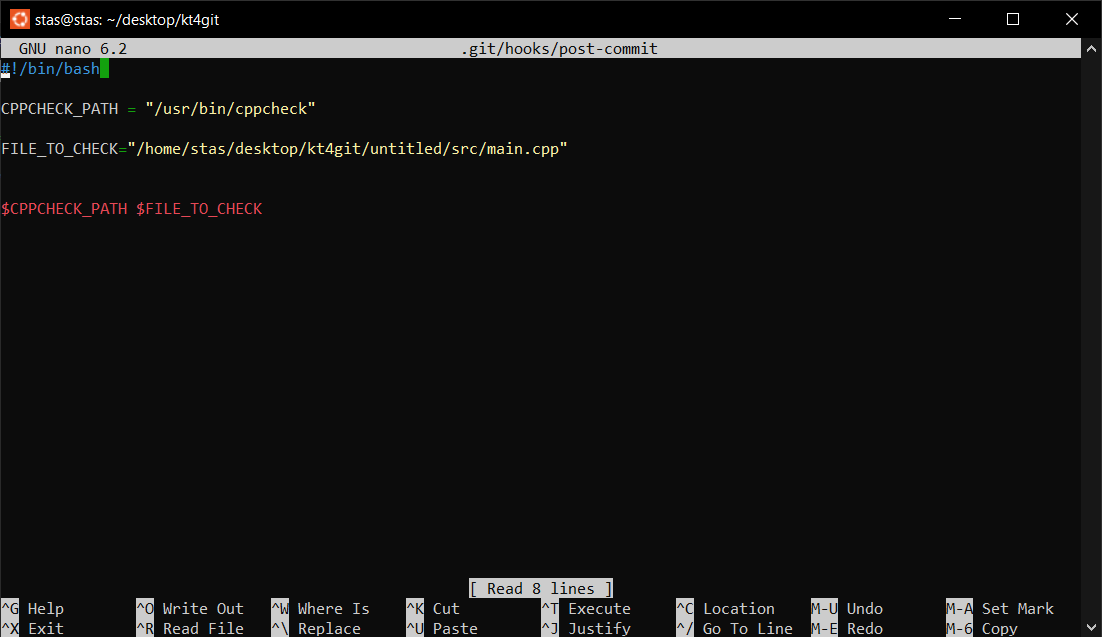 stas@stas: ~/desktop/kt4git
GNU nano 6.2 .git/hooks/post-commit
#!/bin/bash
CPPCHECK_PATH = "/usr/bin/cppcheck"
FILE_TO_CHECK="/home/stas/desktop/kt4git/untitled/src/main.cpp"
$CPPCHECK_PATH $FILE_TO_CHECK
[ Read 8 lines ]
^G Help ^O Write Out ^W Where Is ^K Cut ^T Execute ^C Location M-U Undo M-A Set Mark
^X Exit ^R Read File ^\ Replace ^U Paste ^J Justify ^/ Go To Line M-E Redo M-6 Copy